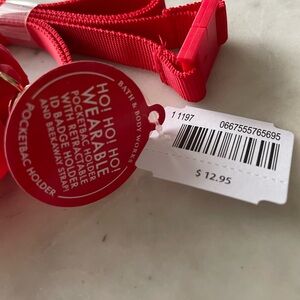 BATH & BODY WORKS
HO! HO! HO!
WEARABLE
POCKETBAC HOLDER
WITH RETRACTABLE
ID BADGE HOLDER
AND BREAKAWAY STRAP!
POCKETBAC HOLDER
1 1197
0667555765695
$ 12.95